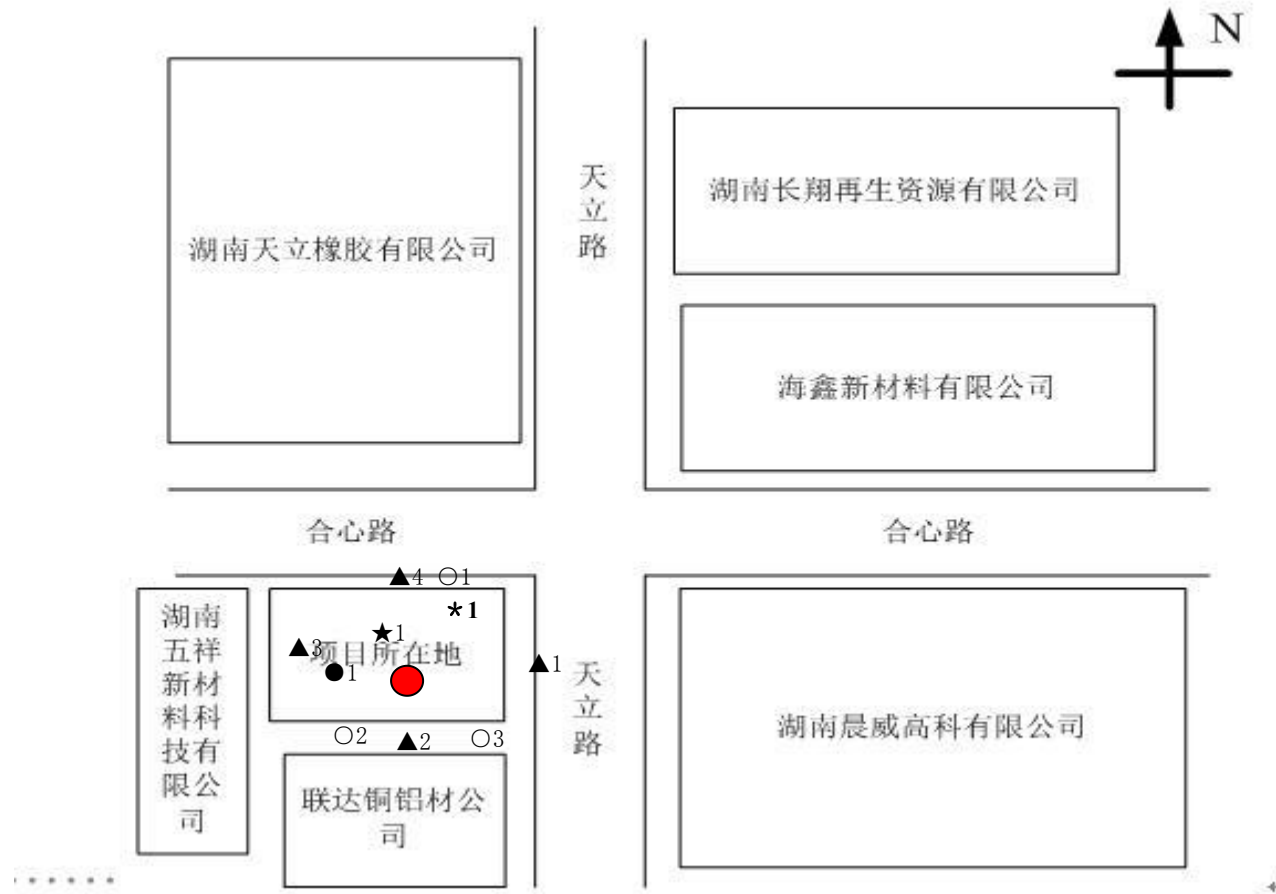 N
湖南天立橡胶有限公司
天
立
路
湖南长翔再生资源有限公司
海鑫新材料有限公司
合心路
合心路
▲4 ○1
*1
★1
▲3
项目所在地
●1
▲1
○2
▲2
○3
湖南
五祥
新材
料科
技有
限公
司
联达铜铝材公
司
天
立
路
湖南晨威高科有限公司